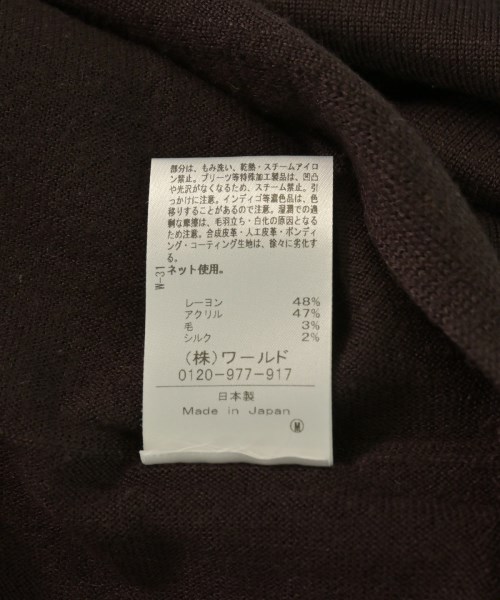 部分は、もみ洗い、乾熱・スチームアイロ
ン禁止。プリーツ等特殊加工製品は、凹凸
や光沢がなくなるため、スチーム禁止。引
っかけに注意。インディゴ等濃色品は、色
移りすることがあるので注意。湿潤での過
剰な摩擦は、毛羽立ち・白化の原因となる
ため注意。合成皮革・人工皮革・ボンディ
ング・コーティング生地は、徐々に劣化す
る。
ネット使用。
W-31
レーヨン 48%
アクリル 47%
毛 3%
シルク 2%
(株)ワールド
0120-977-917
日本製
Made in Japan
M